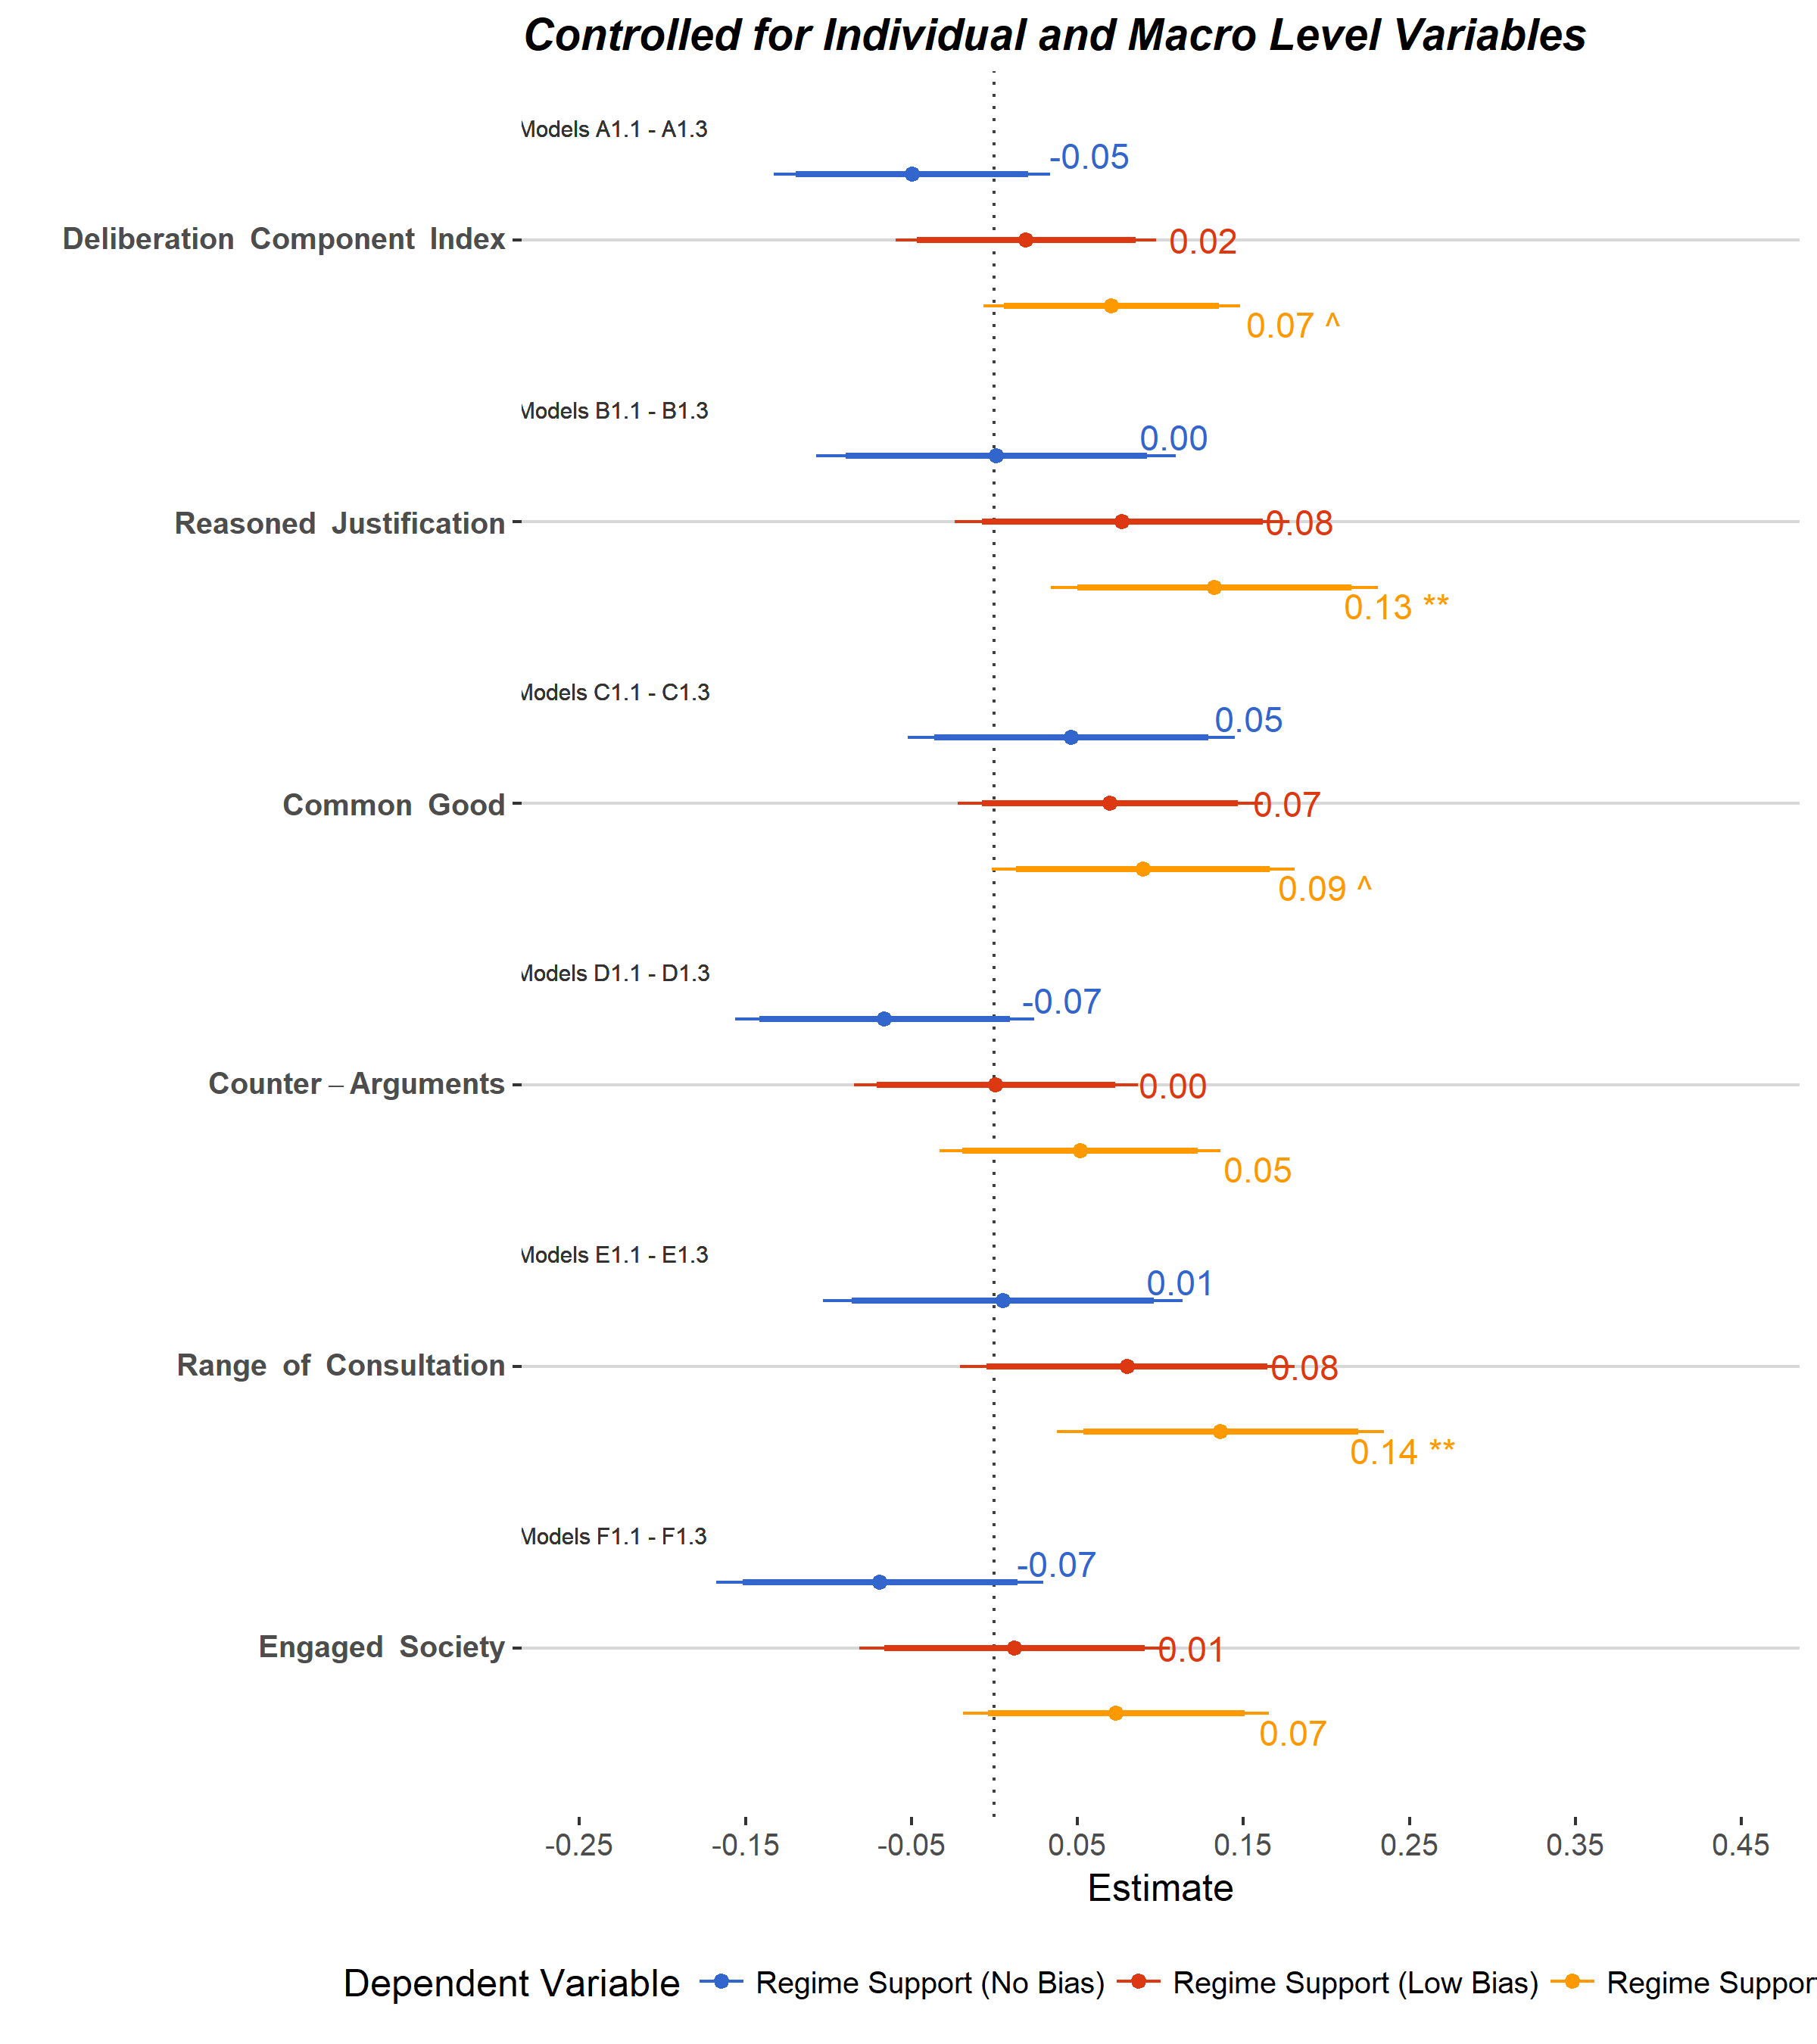 Controlled for Individual and Macro Level Variables
Models A1.1 - A1.3
-0.05
Deliberation Component Index
0.02
0.07 ^
Models B1.1 - B1.3
0.00
Reasoned Justification
0.08
0.13 **
Models C1.1 - C1.3
0.05
Common Good
0.07
0.09 ^
Models D1.1 - D1.3
-0.07
Counter–Arguments
0.00
0.05
Models E1.1 - E1.3
0.01
Range of Consultation
0.08
0.14 **
Models F1.1 - F1.3
-0.07
Engaged Society
0.01
0.07
-0.25 -0.15 -0.05 0.05 0.15 0.25 0.35 0.45
Estimate
Dependent Variable Regime Support (No Bias) Regime Support (Low Bias) Regime Support